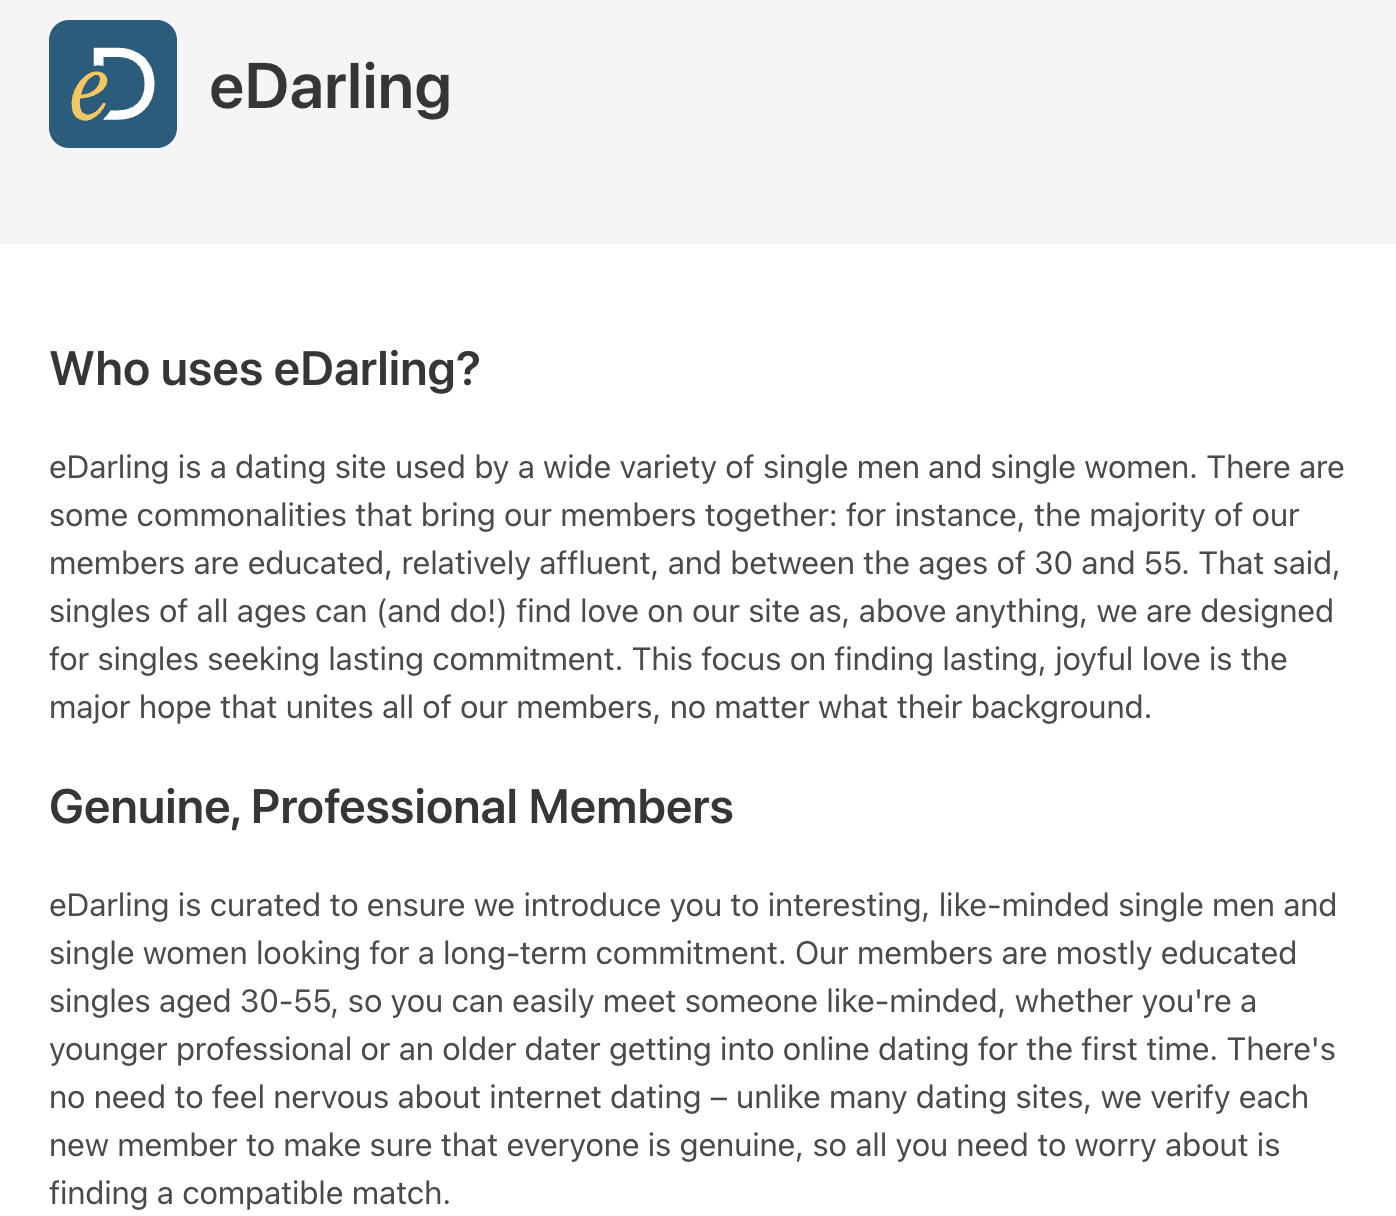 eD
eDarling
Who uses eDarling?
eDarling is a dating site used by a wide variety of single men and single women. There are
some commonalities that bring our members together: for instance, the majority of our
members are educated, relatively affluent, and between the ages of 30 and 55. That said,
singles of all ages can (and do!) find love on our site as, above anything, we are designed
for singles seeking lasting commitment. This focus on finding lasting, joyful love is the
major hope that unites all of our members, no matter what their background.
Genuine, Professional Members
eDarling is curated to ensure we introduce you to interesting, like-minded single men and
single women looking for a long-term commitment. Our members are mostly educated
singles aged 30-55, so you can easily meet someone like-minded, whether you're a
younger professional or an older dater getting into online dating for the first time. There's
no need to feel nervous about internet dating – unlike many dating sites, we verify each
new member to make sure that everyone is genuine, so all you need to worry about is
finding a compatible match.